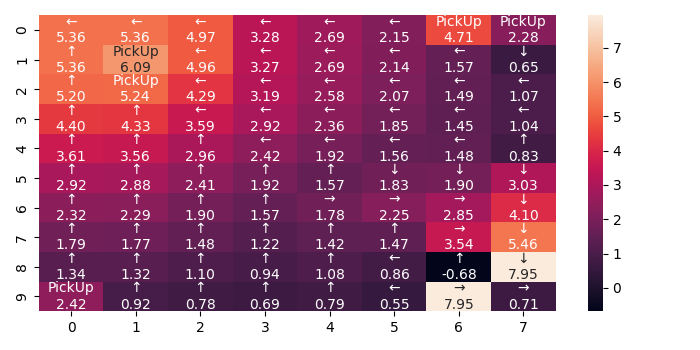 ← ← ← ← ← ← PickUp PickUp
0 5.36 5.36 4.97 3.28 2.69 2.15 4.71 2.28 7
↑ PickUp ← ← ← ← ← ↓
1 5.36 6.09 4.96 3.27 2.69 2.14 1.57 0.65 6
↑ PickUp ← ← ← ← ← ←
2 5.20 5.24 4.29 3.19 2.58 2.07 1.49 1.07 5
↑ ↑ ← ← ← ← ← ←
3 4.40 4.33 3.59 2.92 2.36 1.85 1.45 1.04 4
↑ ↑ ↑ ← ← ← ↓ ↑
4 3.61 3.56 2.96 2.42 1.92 1.56 1.48 0.83
↑ ↑ ↑ ↑ ↑ ↓ ↓ ↓
5 2.92 2.88 2.41 1.92 1.57 1.83 1.90 3.03 3
↑ ↑ ↑ ↑ → → → ↓
6 2.32 2.29 1.90 1.57 1.78 2.25 2.85 4.10 2
↑ ↑ ↑ ↑ ↑ ↑ → ↓
7 1.79 1.77 1.48 1.22 1.42 1.47 3.54 5.46 1
↑ ↑ ↑ ↑ ↑ ← ↑ ↓
8 1.34 1.32 1.10 0.94 1.08 0.86 -0.68 7.95 0
PickUp ↑ ↑ ↑ ↑ ← → →
9 2.42 0.92 0.78 0.69 0.79 0.55 7.95 0.71
0 1 2 3 4 5 6 7